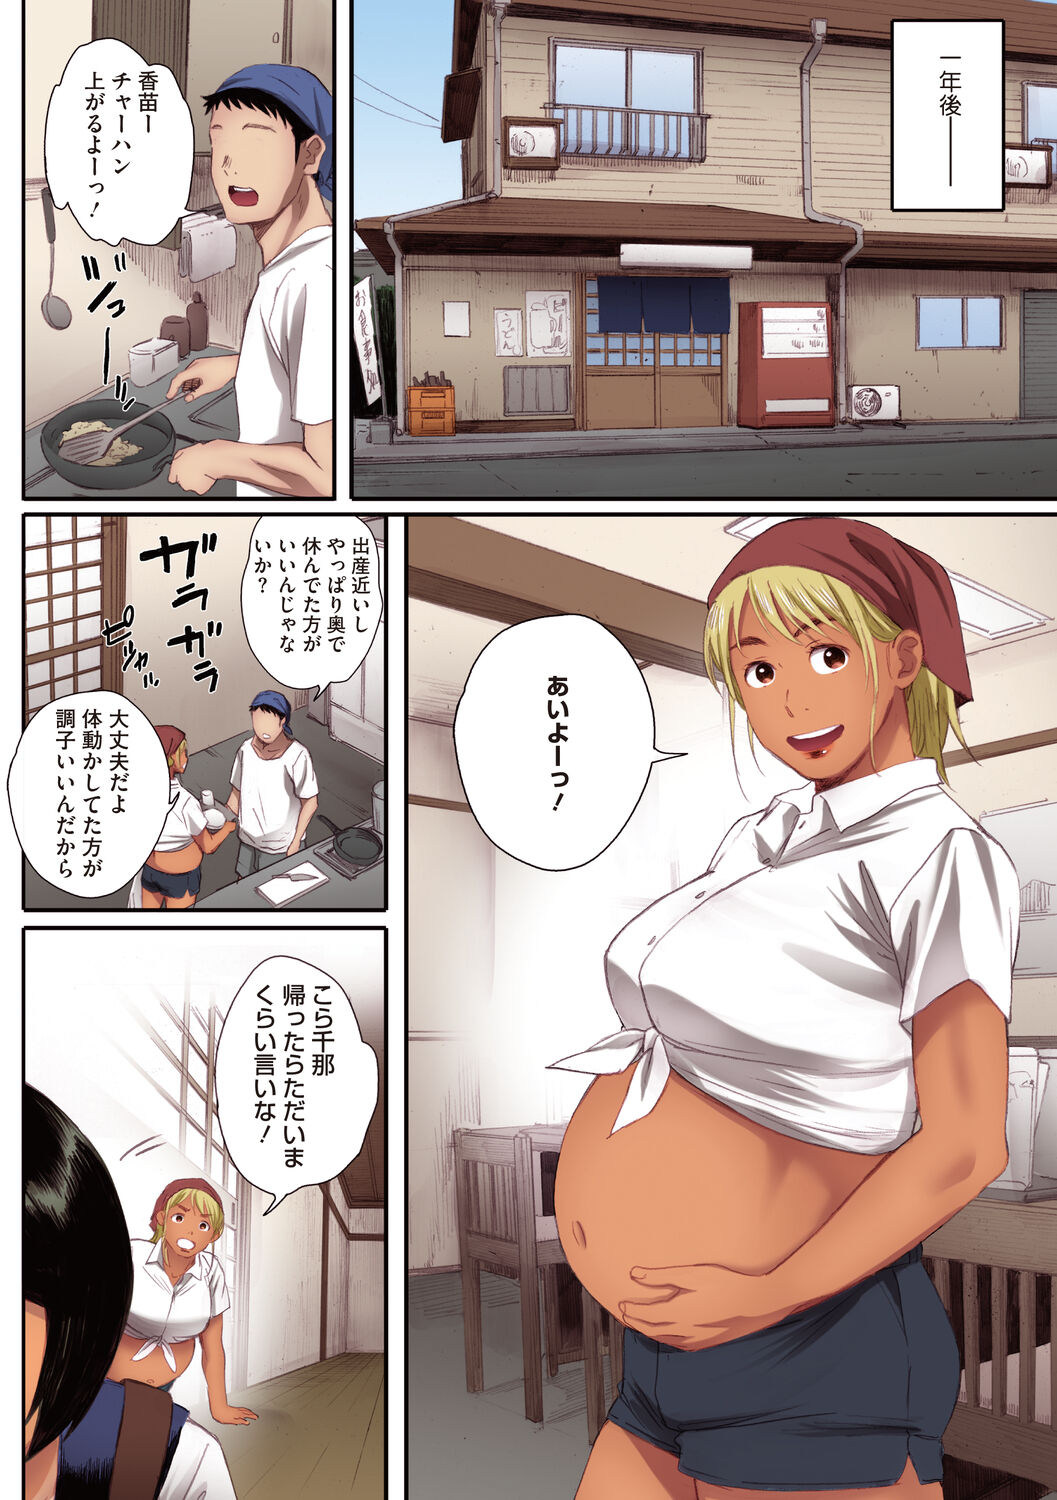 一年後──
お食事処
うどん
香苗ー
チャーハン
上がるよーっ！
ジューッ
あいよーっ！
出産近いし
やっぱり奥で
休んでた方が
いいんじゃな
いか？
ガラ
ガラ
ピシャ
大丈夫だよ
体動かしてた方が
調子いいんだから
こら千那
帰ったらただいま
くらい言いな！